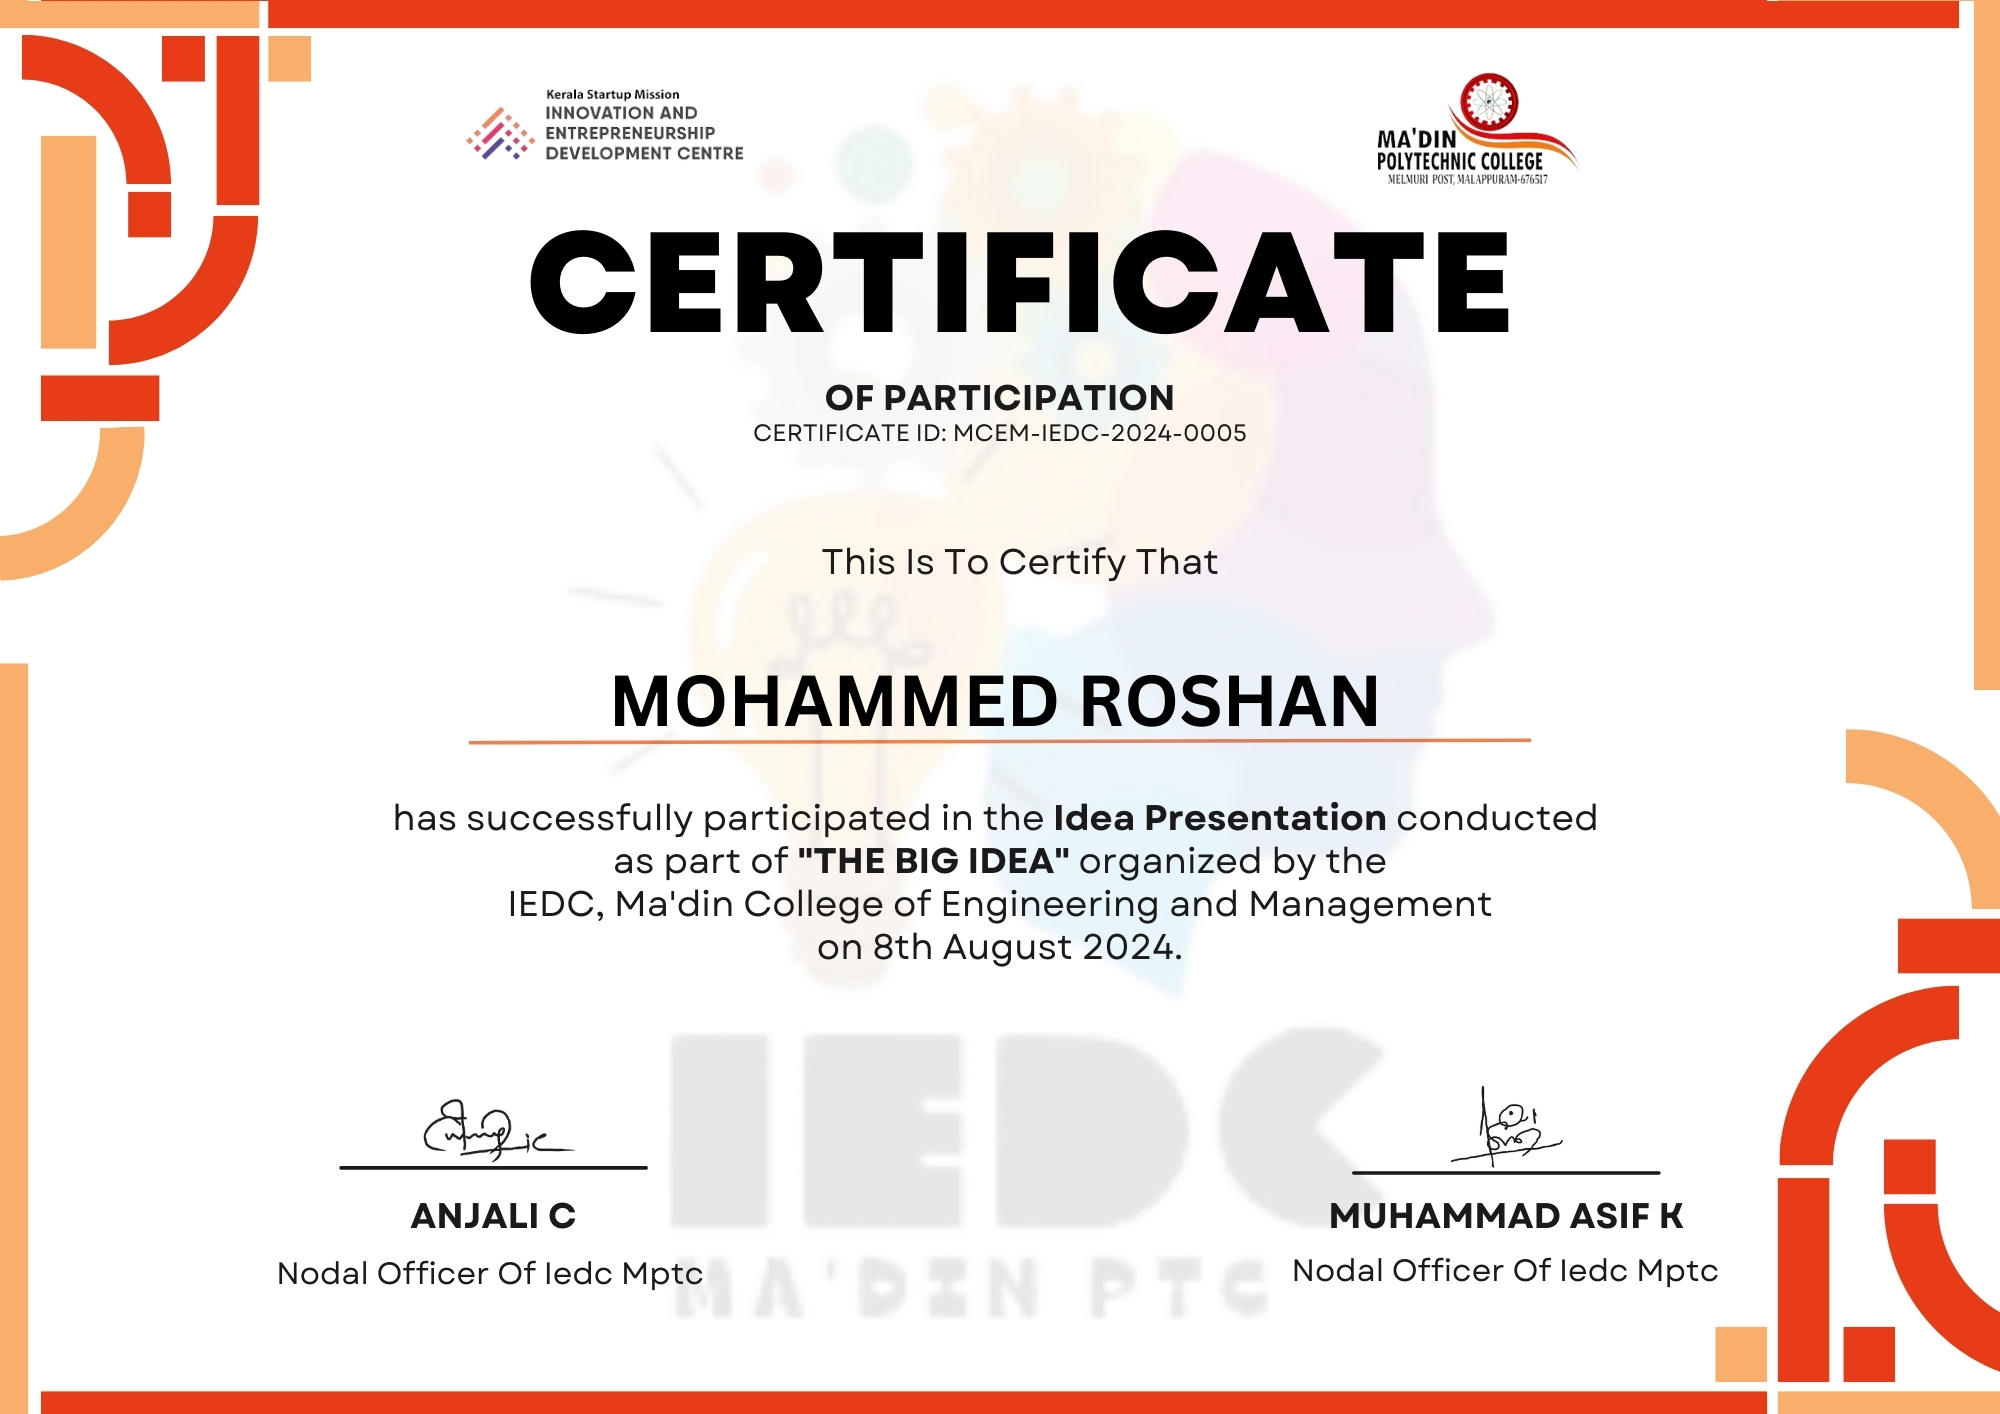 Kerala Startup Mission
INNOVATION AND
ENTREPRENEURSHIP
DEVELOPMENT CENTRE
MA'DIN
POLYTECHNIC COLLEGE
MELMURI POST, MALAPPURAM-676517
CERTIFICATE
OF PARTICIPATION
CERTIFICATE ID: MCEM-IEDC-2024-0005
This Is To Certify That
MOHAMMED ROSHAN
has successfully participated in the Idea Presentation conducted
as part of "THE BIG IDEA" organized by the
IEDC, Ma'din College of Engineering and Management
on 8th August 2024.
IEDC
MA'DIN PTC
ANJALI C
Nodal Officer Of Iedc Mptc
MUHAMMAD ASIF K
Nodal Officer Of Iedc Mptc